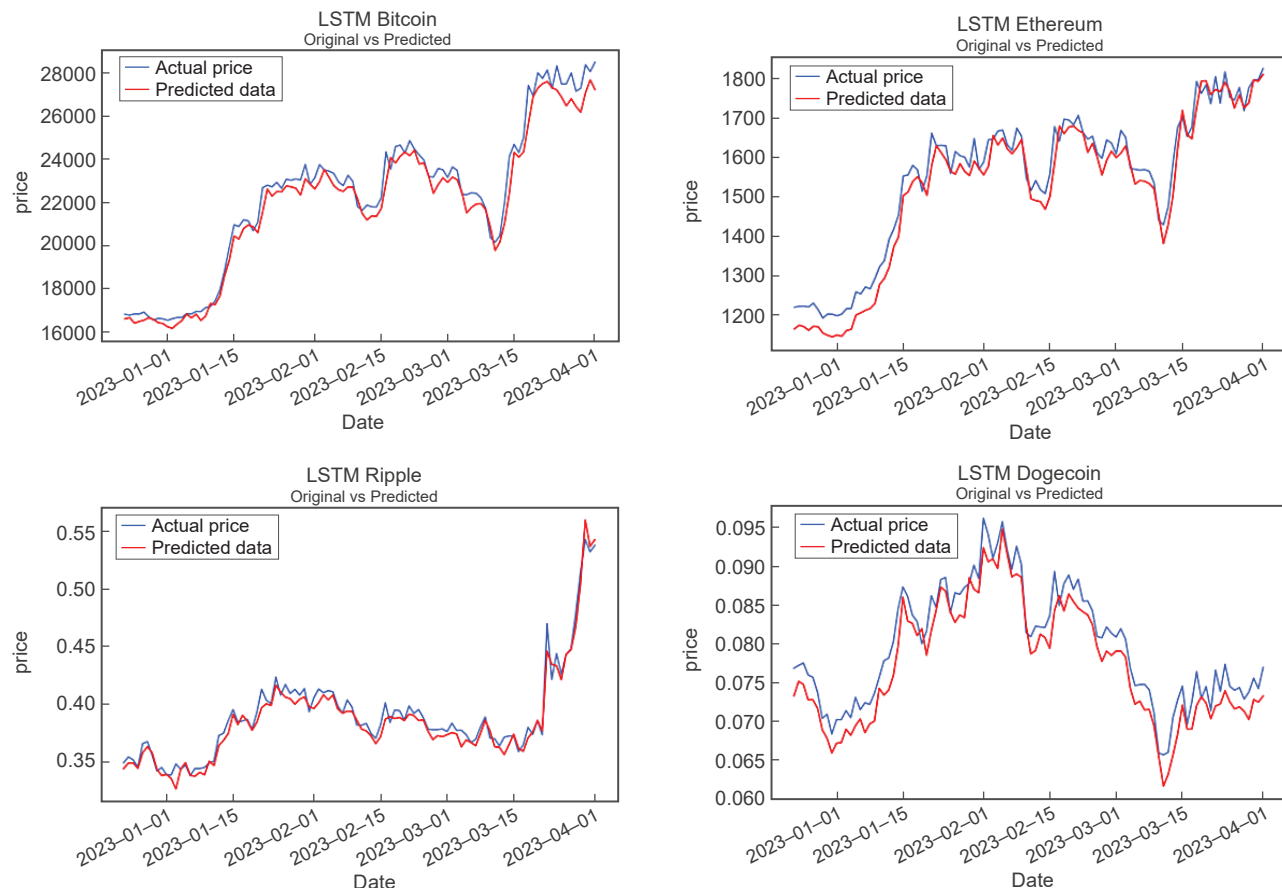 LSTM Bitcoin
Original vs Predicted
Actual price
Predicted data
28000
26000
24000
22000
20000
18000
16000
price
2023–01–01
2023–01–15
2023–02–01
2023–02–15
2023–03–01
2023–03–15
2023–04–01
Date
LSTM Ethereum
Original vs Predicted
Actual price
Predicted data
1800
1700
1600
1500
1400
1300
1200
price
2023–01–01
2023–01–15
2023–02–01
2023–02–15
2023–03–01
2023–03–15
2023–04–01
Date
LSTM Ripple
Original vs Predicted
Actual price
Predicted data
0.55
0.50
0.45
0.40
0.35
price
2023–01–01
2023–01–15
2023–02–01
2023–02–15
2023–03–01
2023–03–15
2023–04–01
Date
LSTM Dogecoin
Original vs Predicted
Actual price
Predicted data
0.095
0.090
0.085
0.080
0.075
0.070
0.065
0.060
price
2023–01–01
2023–01–15
2023–02–01
2023–02–15
2023–03–01
2023–03–15
2023–04–01
Date